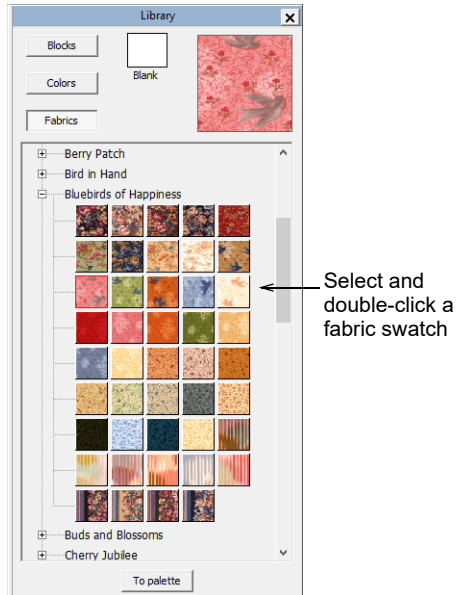 Library
Blocks
Blank
Colors
Fabrics
Berry Patch
Bird in Hand
Bluebirds of Happiness
Select and
double-click a
fabric swatch
Buds and Blossoms
Cherry Jubilee
To palette